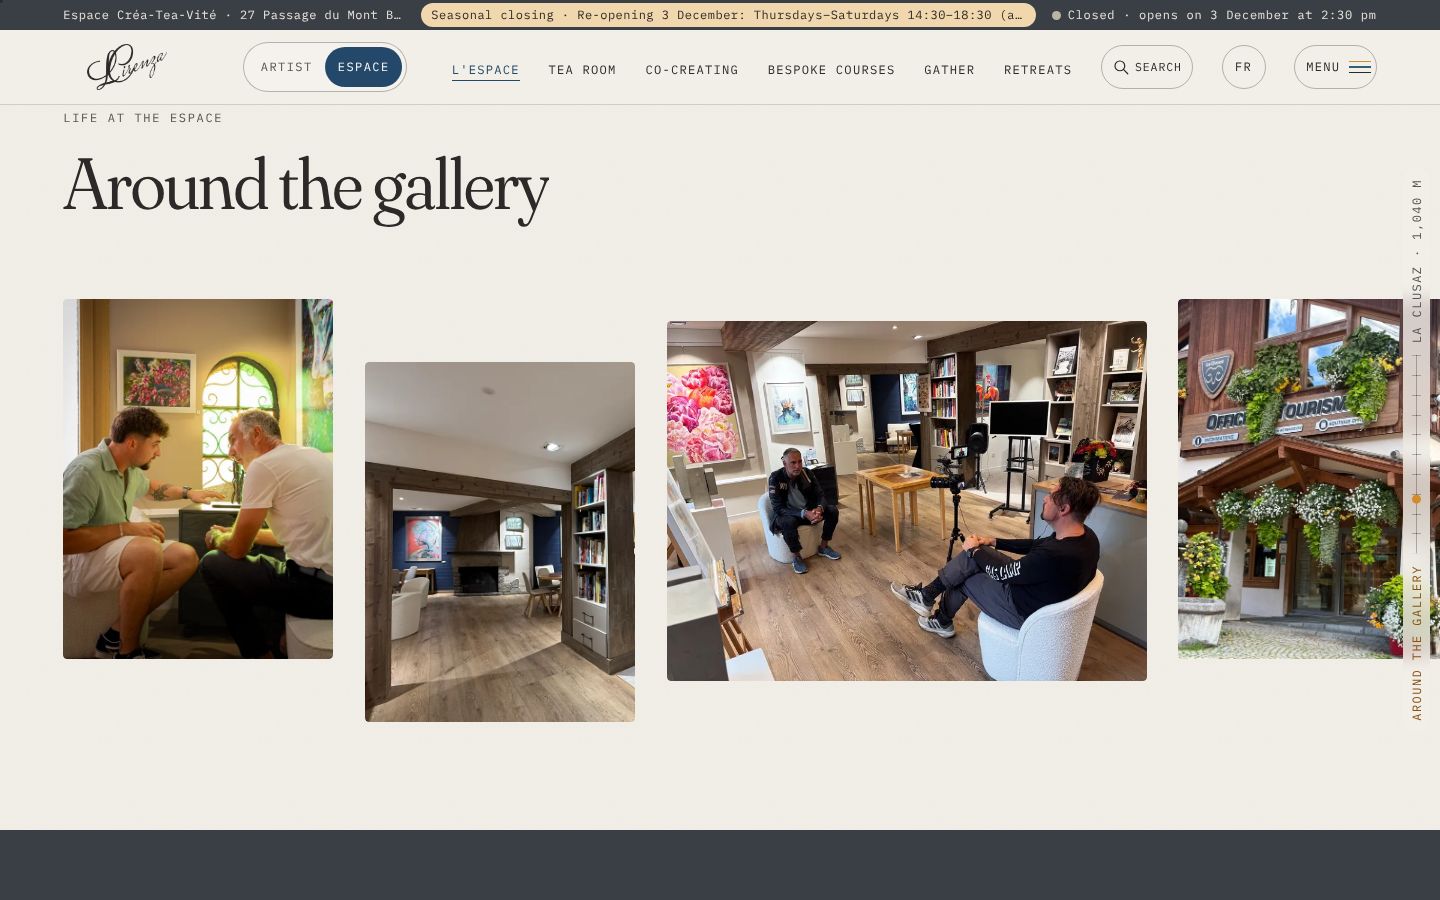 Espace Créa-Tea-Vité · 27 Passage du Mont B…
Seasonal closing · Re-opening 3 December: Thursdays–Saturdays 14:30–18:30 (a…
Closed · opens on 3 December at 2:30 pm
Lisenza
ARTIST
ESPACE
L'ESPACE
TEA ROOM
CO-CREATING
BESPOKE COURSES
GATHER
RETREATS
SEARCH
FR
MENU
LIFE AT THE ESPACE
Around the gallery
LA CLUSAZ · 1,040 M
AROUND THE GALLERY